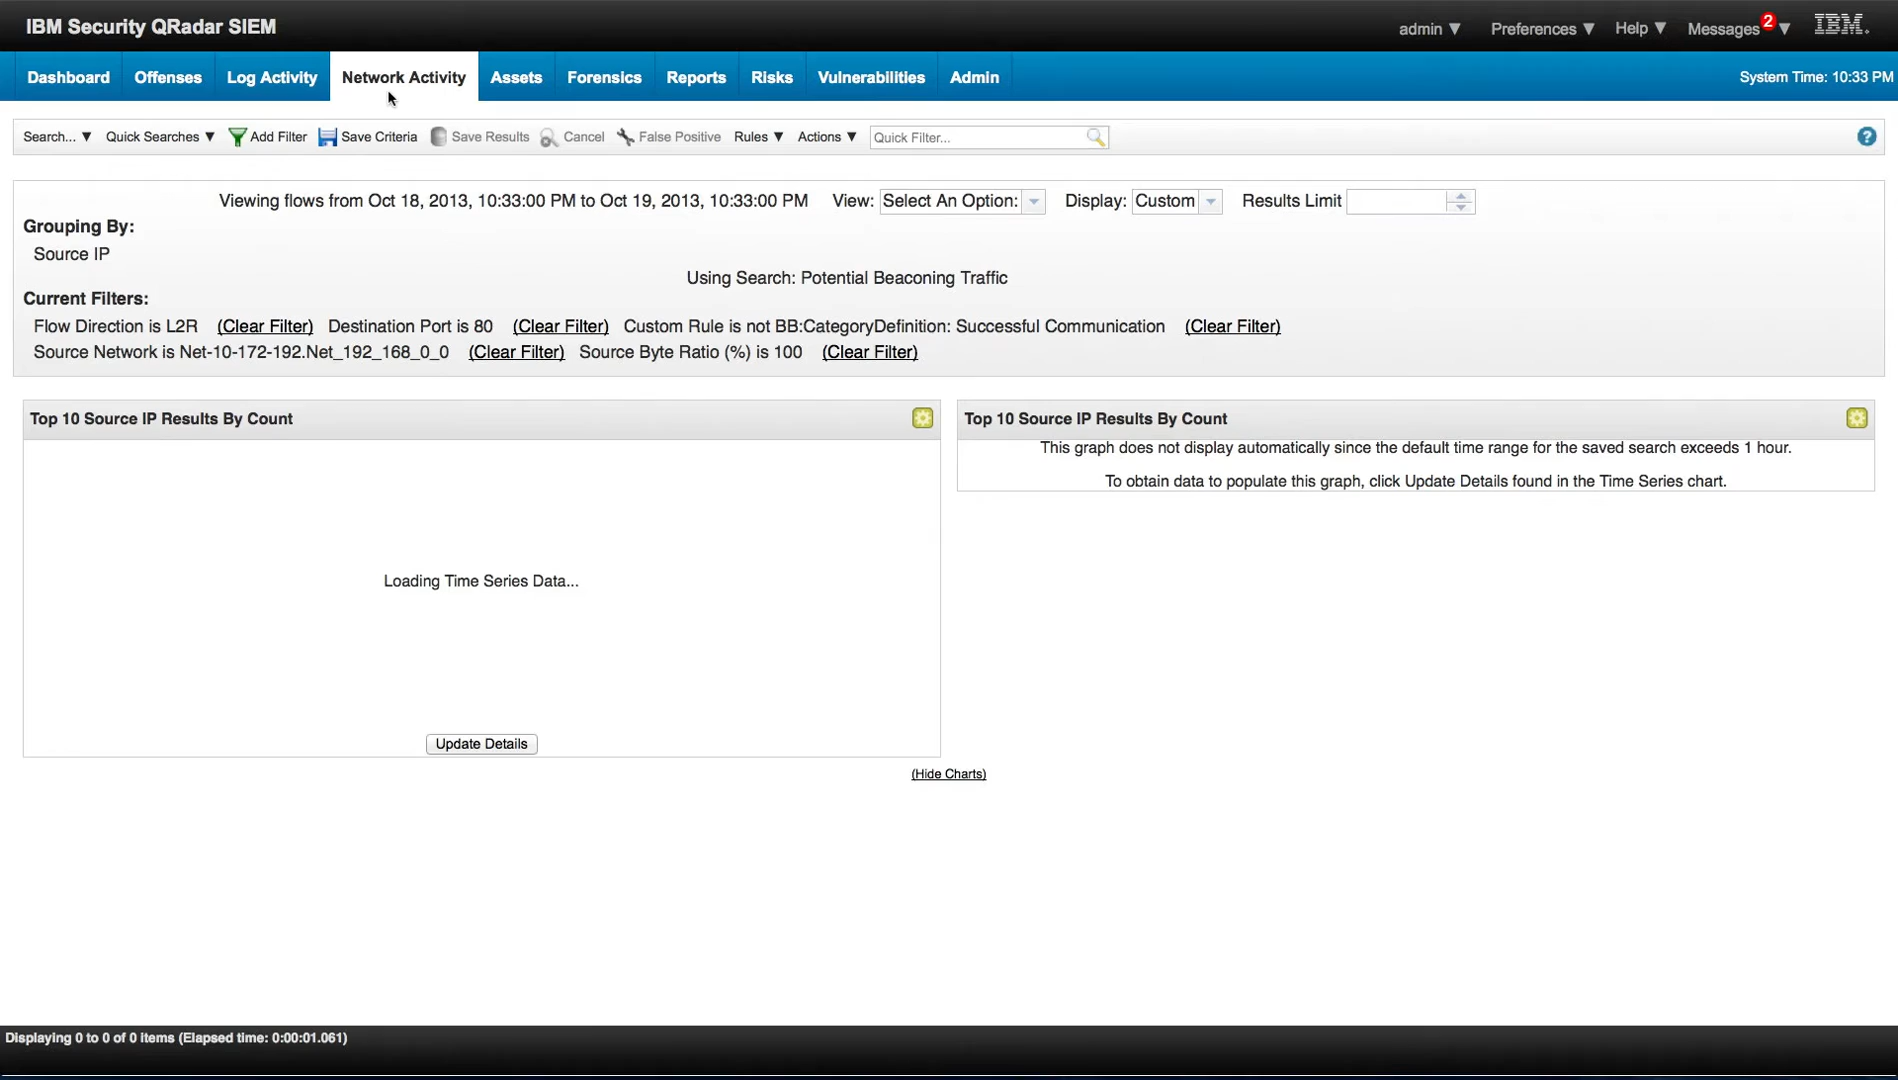 IBM Security QRadar SIEM
admin ▼ Preferences ▼ Help ▼ Messages 2 ▼ IBM.
Dashboard Offenses Log Activity Network Activity Assets Forensics Reports Risks Vulnerabilities Admin System Time: 10:33 PM
Search... ▼ Quick Searches ▼ Add Filter Save Criteria Save Results Cancel False Positive Rules ▼ Actions ▼ Quick Filter... ?
Viewing flows from Oct 18, 2013, 10:33:00 PM to Oct 19, 2013, 10:33:00 PM View: Select An Option: Display: Custom Results Limit
Grouping By:
Source IP
Using Search: Potential Beaconing Traffic
Current Filters:
Flow Direction is L2R (Clear Filter) Destination Port is 80 (Clear Filter) Custom Rule is not BB:CategoryDefinition: Successful Communication (Clear Filter)
Source Network is Net-10-172-192.Net_192_168_0_0 (Clear Filter) Source Byte Ratio (%) is 100 (Clear Filter)
Top 10 Source IP Results By Count
Loading Time Series Data...
Update Details
Top 10 Source IP Results By Count
This graph does not display automatically since the default time range for the saved search exceeds 1 hour.
To obtain data to populate this graph, click Update Details found in the Time Series chart.
(Hide Charts)
Displaying 0 to 0 of 0 items (Elapsed time: 0:00:01.061)